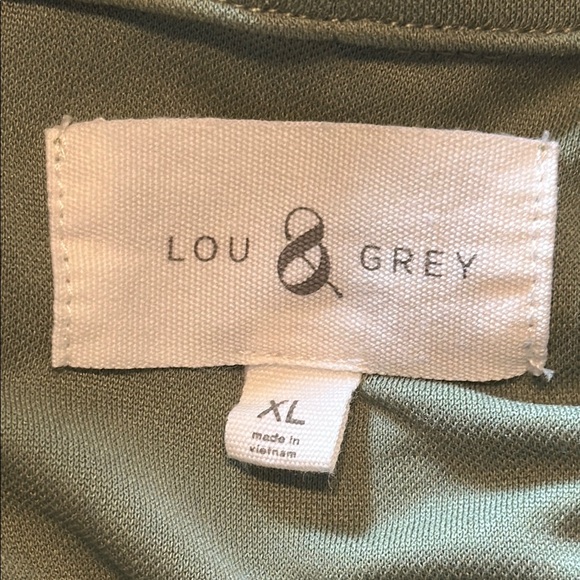 LOU & GREY
XL
made in
vietnam